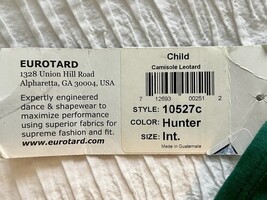 EUROTARD
1328 Union Hill Road
Alpharetta, GA 30004, USA
Expertly engineered
dance & shapewear to
maximize performance
using superior fabrics for
supreme fashion and fit.
www.eurotard.com
Child
Camisole Leotard
7 12693 00251 2
STYLE: 10527c
COLOR: Hunter
SIZE: Int.
Made in Guatemala